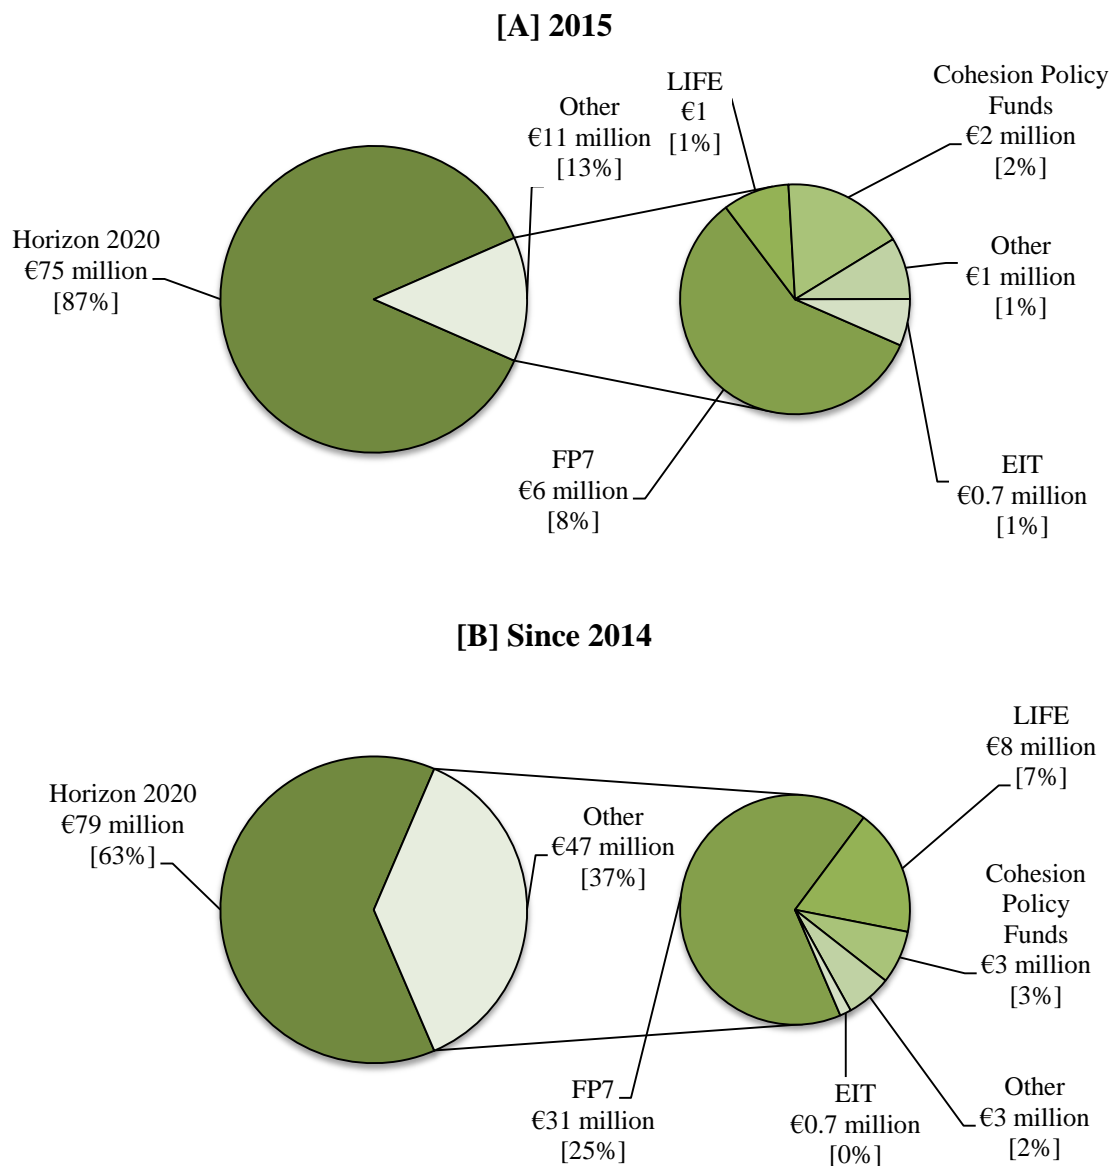 [A] 2015
LIFE
€1
[1%]
Cohesion Policy
Funds
€2 million
[2%]
Other
€11 million
[13%]
Horizon 2020
€75 million
[87%]
Other
€1 million
[1%]
FP7
€6 million
[8%]
EIT
€0.7 million
[1%]
[B] Since 2014
LIFE
€8 million
[7%]
Horizon 2020
€79 million
[63%]
Other
€47 million
[37%]
Cohesion
Policy
Funds
€3 million
[3%]
FP7
€31 million
[25%]
EIT
€0.7 million
[0%]
Other
€3 million
[2%]